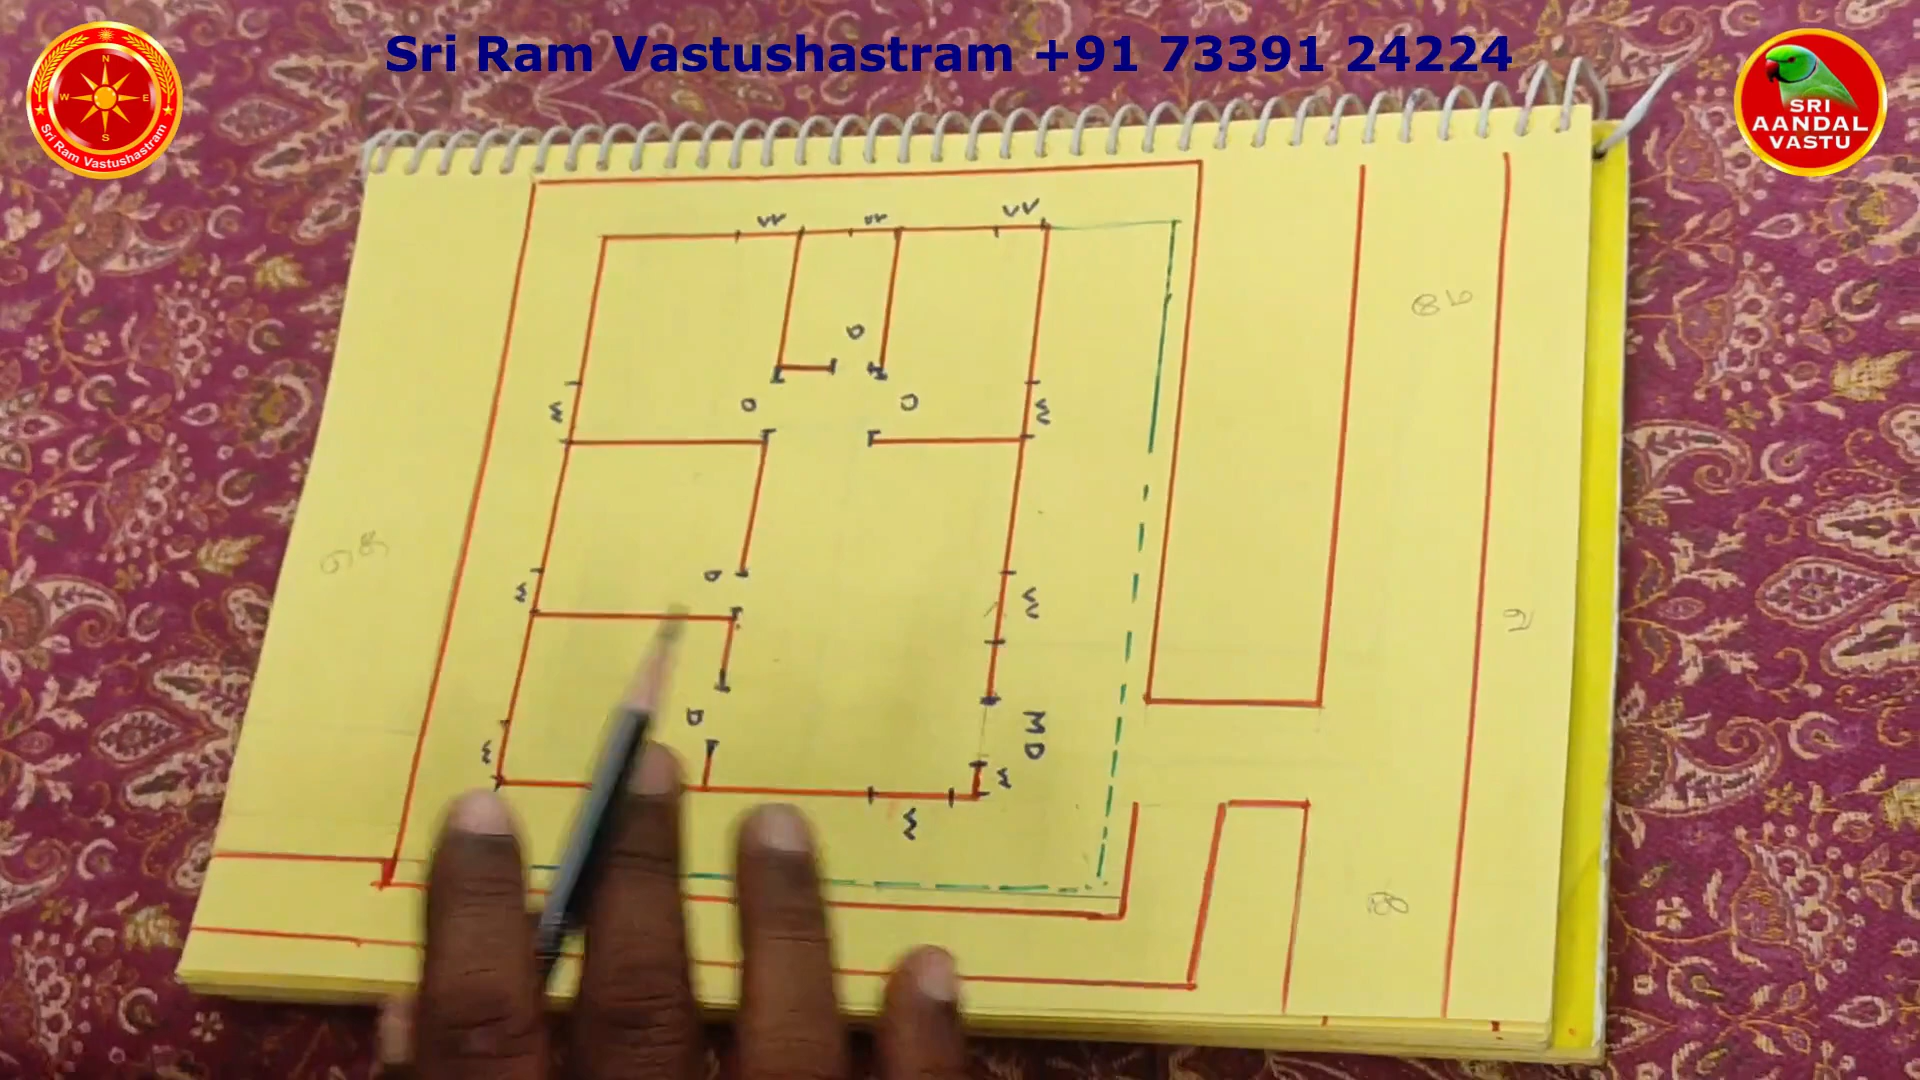 Sri Ram Vastushastram +91 73391 24224
N
W E
S
Sri Ram Vastushastram
SRI
AANDAL
VASTU
W W W
D
D D
W W
D
W W
D MD
W W
W